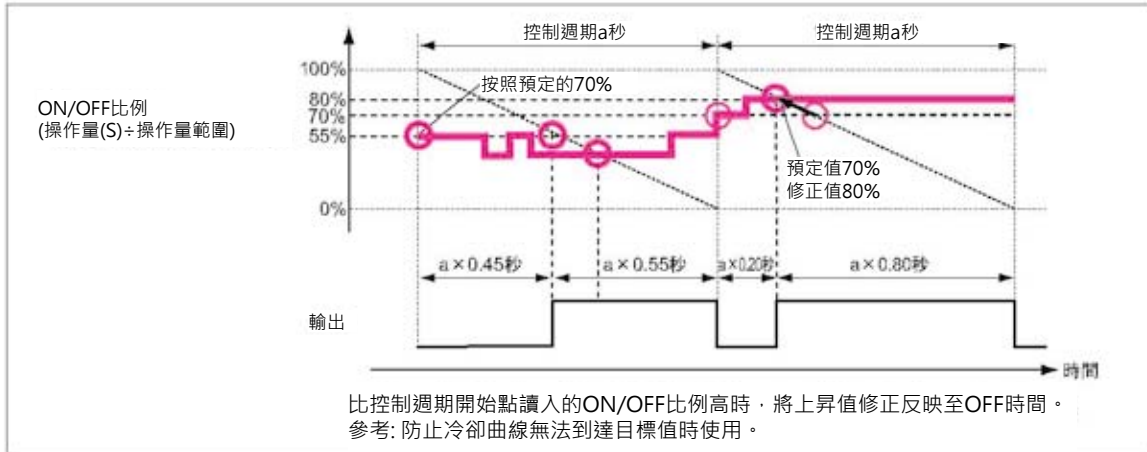 控制週期a秒
控制週期a秒
100%
按照預定的70%
ON/OFF比例
(操作量(S)÷操作量範圍)
80%
70%
55%
預定值70%
修正值80%
0%
a×0.45秒
a×0.55秒
a×0.20秒
a×0.80秒
輸出
時間
比控制週期開始點讀入的ON/OFF比例高時，將上昇值修正反映至OFF時間。
參考: 防止冷卻曲線無法到達目標值時使用。